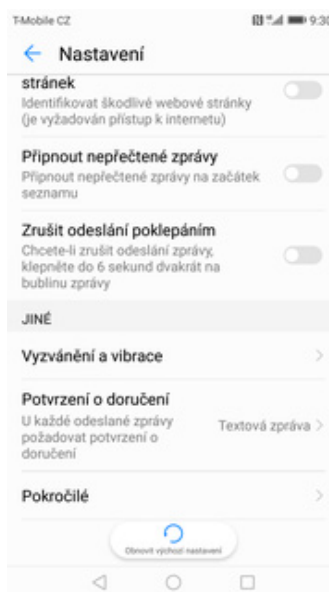 T-Mobile CZ 9:30
Nastavení
stránek
Identifikovat škodlivé webové stránky
(je vyžadován přístup k internetu)
Připnout nepřečtené zprávy
Připnout nepřečtené zprávy na začátek
seznamu
Zrušit odeslání poklepáním
Chcete-li zrušit odeslání zprávy,
klepněte do 6 sekund dvakrát na
bublinu zprávy
JINÉ
Vyzvánění a vibrace
Potvrzení o doručení
U každé odeslané zprávy
požadovat potvrzení o Textová zpráva
doručení
Pokročilé
Obnovit výchozí nastavení